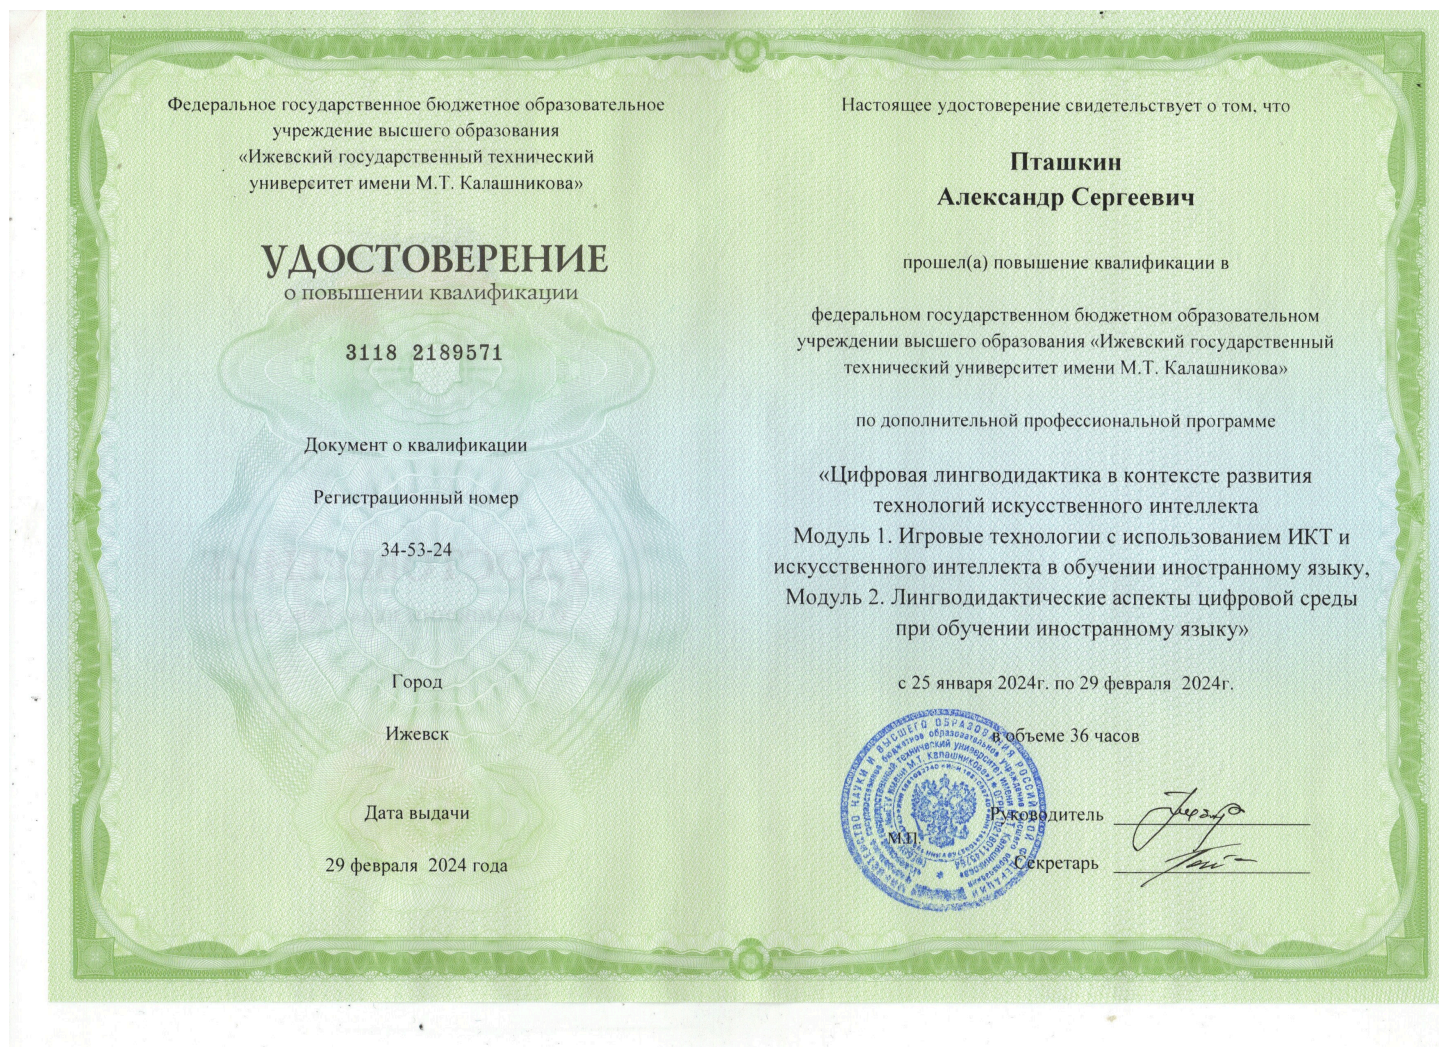 Федеральное государственное бюджетное образовательное
учреждение высшего образования
«Ижевский государственный технический
университет имени М.Т. Калашникова»
УДОСТОВЕРЕНИЕ
о повышении квалификации
3118 2189571
Документ о квалификации
Регистрационный номер
34-53-24
Город
Ижевск
Дата выдачи
29 февраля 2024 года
Настоящее удостоверение свидетельствует о том, что
Пташкин
Александр Сергеевич
прошел(а) повышение квалификации в
федеральном государственном бюджетном образовательном
учреждении высшего образования «Ижевский государственный
технический университет имени М.Т. Калашникова»
по дополнительной профессиональной программе
«Цифровая лингводидактика в контексте развития
технологий искусственного интеллекта
Модуль 1. Игровые технологии с использованием ИКТ и
искусственного интеллекта в обучении иностранному языку,
Модуль 2. Лингводидактические аспекты цифровой среды
при обучении иностранному языку»
с 25 января 2024г. по 29 февраля 2024г.
в объеме 36 часов
Руководитель
М.П.
Секретарь